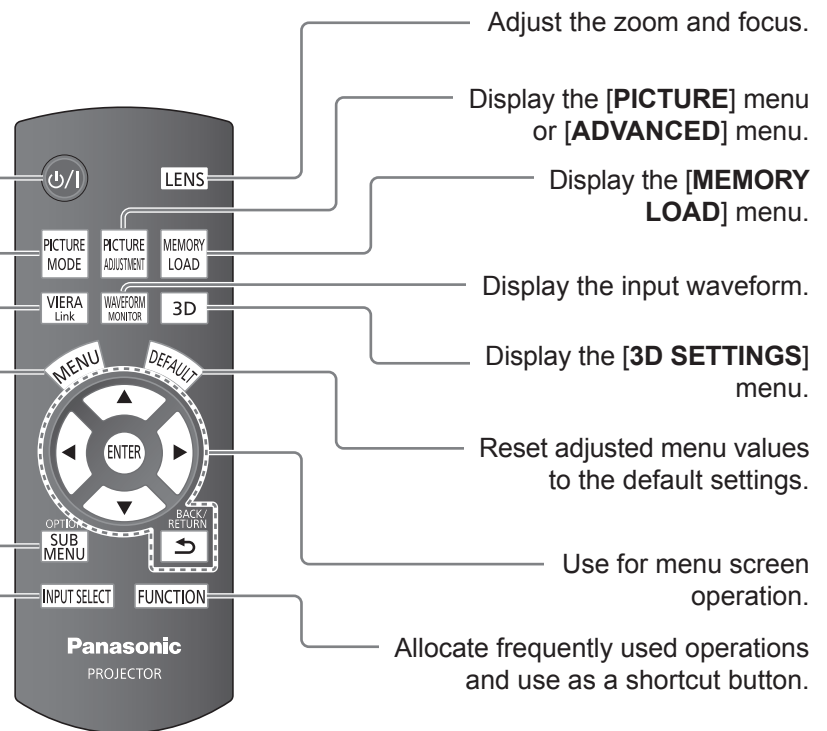 Adjust the zoom and focus.
Display the [PICTURE] menu
or [ADVANCED] menu.
Display the [MEMORY
LOAD] menu.
Display the input waveform.
Display the [3D SETTINGS]
menu.
Reset adjusted menu values
to the default settings.
Use for menu screen
operation.
Allocate frequently used operations
and use as a shortcut button.
LENS
PICTURE
MODE
PICTURE
ADJUSTMENT
MEMORY
LOAD
VIERA
Link
WAVEFORM
MONITOR
3D
MENU
DEFAULT
ENTER
OPTION
SUB
MENU
BACK/
RETURN
INPUT SELECT
FUNCTION
Panasonic
PROJECTOR